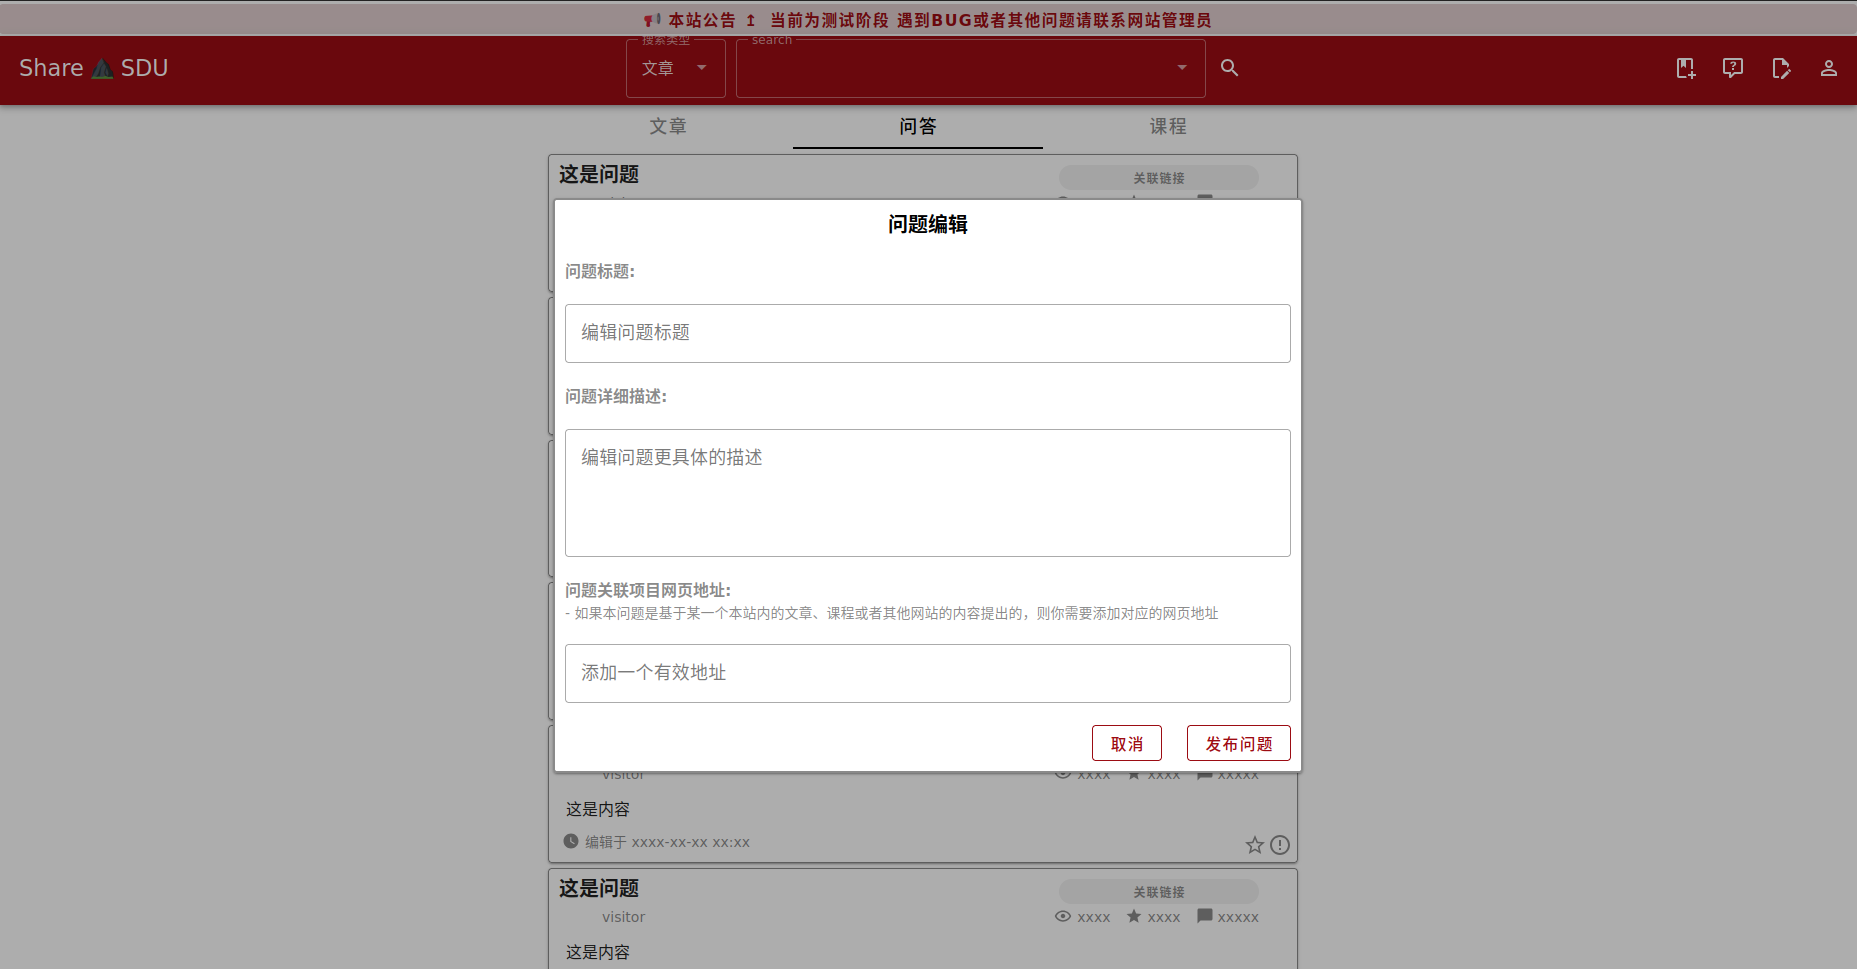 本站公告 ↥ 当前为测试阶段 遇到BUG或者其他问题请联系网站管理员
Share SDU
搜索类型
文章
search
文章 问答 课程
这是问题
关联链接
问题编辑
问题标题:
编辑问题标题
问题详细描述:
编辑问题更具体的描述
问题关联项目网页地址:
- 如果本问题是基于某一个本站内的文章、课程或者其他网站的内容提出的，则你需要添加对应的网页地址
添加一个有效地址
取消 发布问题
visitor xxxx xxxx xxxxx
这是内容
编辑于 xxxx-xx-xx xx:xx
这是问题
关联链接
visitor xxxx xxxx xxxxx
这是内容